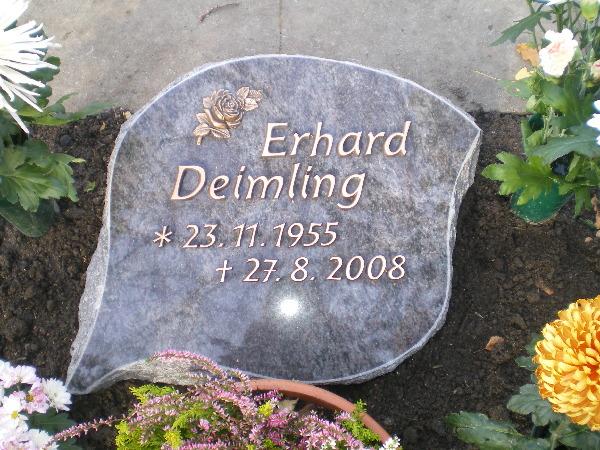 Erhard
Deimling
* 23. 11. 1955
† 27. 8. 2008